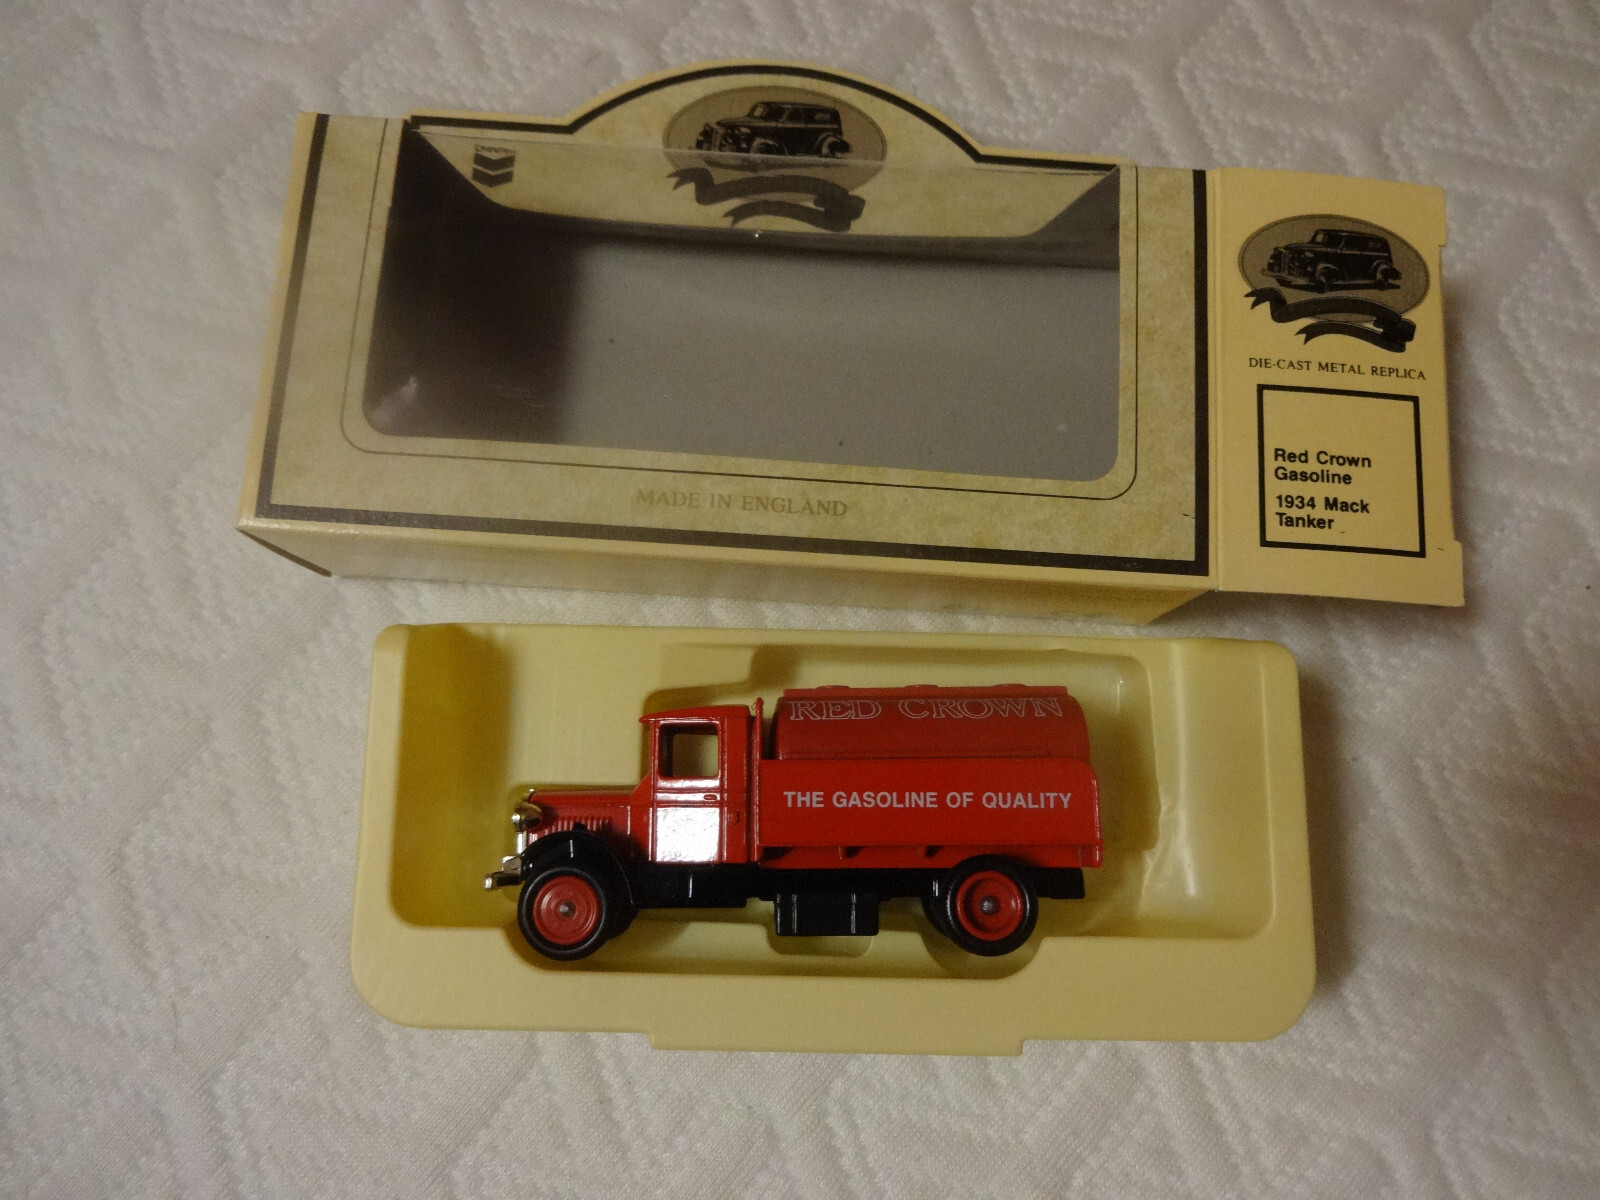 Chevron
MADE IN ENGLAND
DIE-CAST METAL REPLICA
Red Crown
Gasoline
1934 Mack
Tanker
RED CROWN
THE GASOLINE OF QUALITY